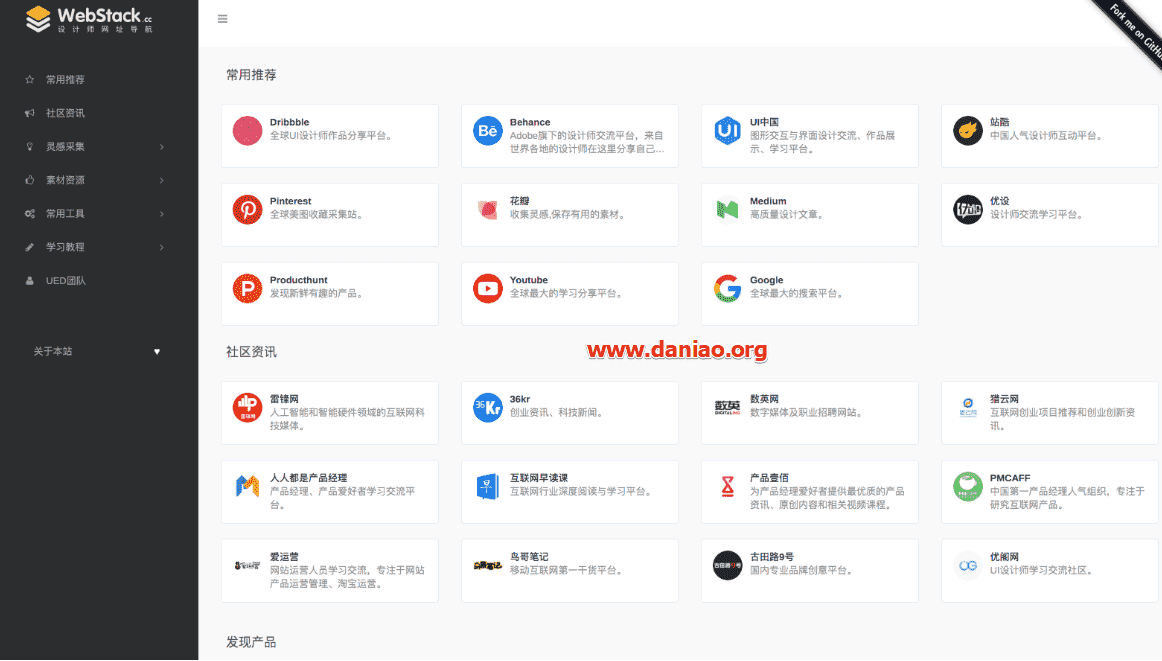 WebStack.cc
设计师网址导航
Fork me on GitHu
常用推荐
社区资讯
灵感采集
素材资源
常用工具
学习教程
UED团队
关于本站
常用推荐
Dribbble
全球UI设计师作品分享平台。
Behance
Adobe旗下的设计师交流平台，来自
世界各地的设计师在这里分享自己...
UI中国
图形交互与界面设计交流、作品展
示、学习平台。
站酷
中国人气设计师互动平台。
Pinterest
全球美图收藏采集站。
花瓣
收集灵感,保存有用的素材。
Medium
高质量设计文章。
优设
设计师交流学习平台。
Producthunt
发现新鲜有趣的产品。
Youtube
全球最大的学习分享平台。
Google
全球最大的搜索平台。
社区资讯
www.daniao.org
雷锋网
人工智能和智能硬件领域的互联网科
技媒体。
36kr
创业资讯、科技新闻。
数英网
数字媒体及职业招聘网站。
猎云网
互联网创业项目推荐和创业创新资
讯。
人人都是产品经理
产品经理、产品爱好者学习交流平
台。
互联网早读课
互联网行业深度阅读与学习平台。
产品壹佰
为产品经理爱好者提供最优质的产品
资讯、原创内容和相关视频课程。
PMCAFF
中国第一产品经理人气组织，专注于
研究互联网产品。
爱运营
网站运营人员学习交流，专注于网站
产品运营管理、淘宝运营。
鸟哥笔记
移动互联网第一干货平台。
古田路9号
国内专业品牌创意平台。
优阁网
UI设计师学习交流社区。
发现产品